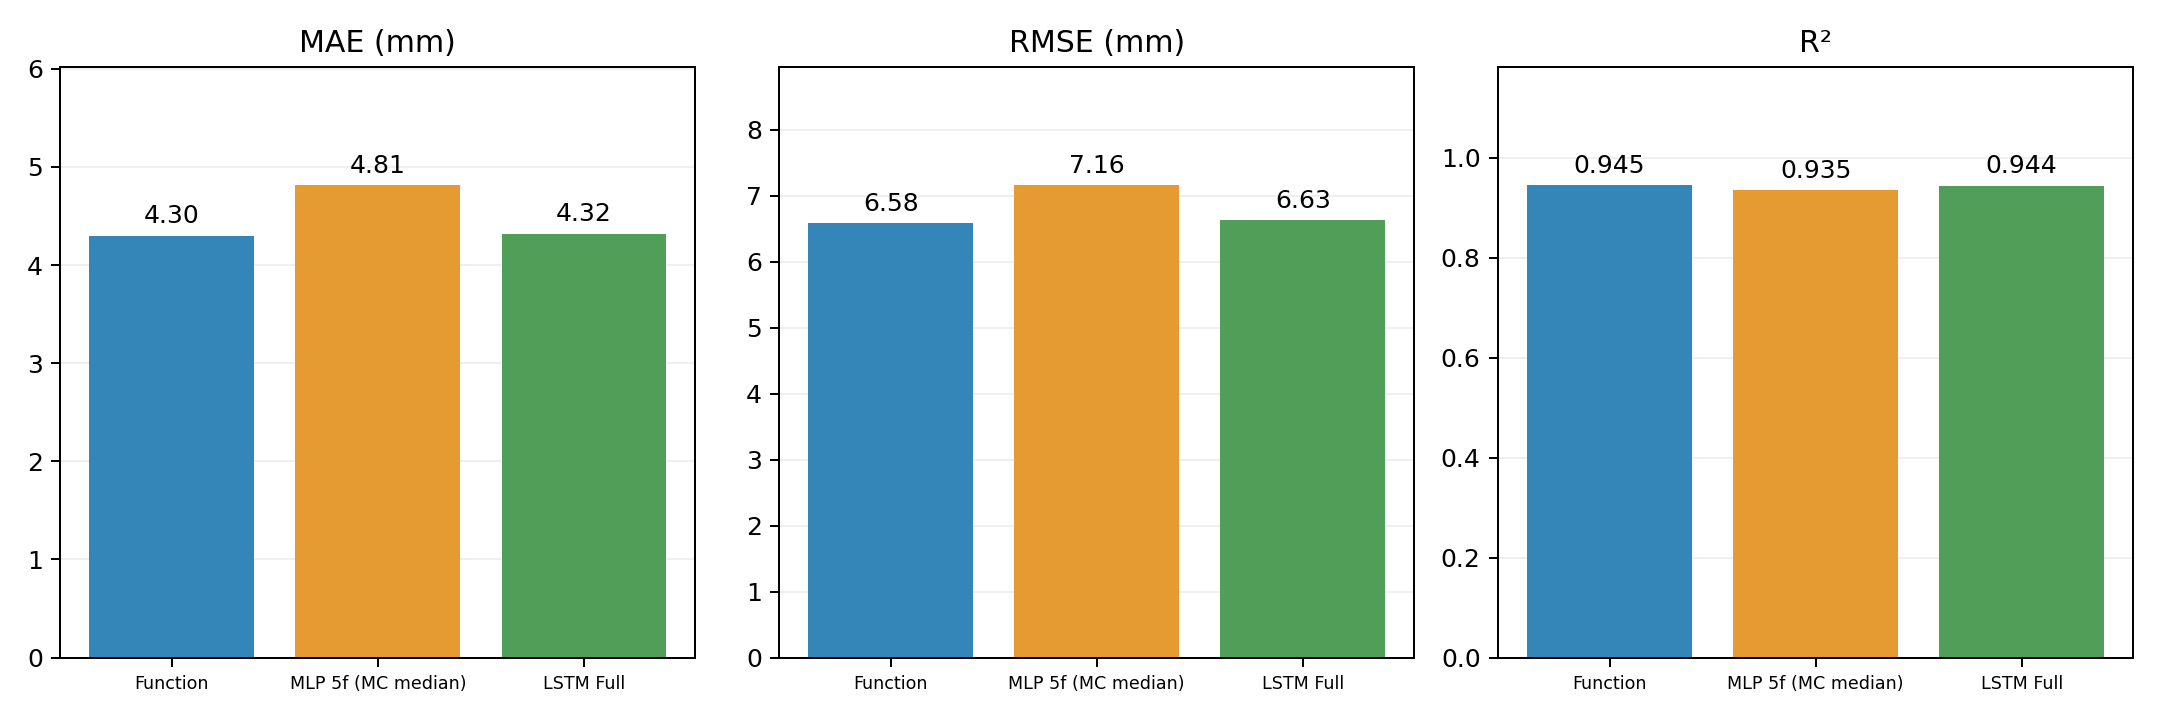 MAE (mm)
6
5
4
3
2
1
0
4.30
4.81
4.32
Function
MLP 5f (MC median)
LSTM Full
RMSE (mm)
8
7
6
5
4
3
2
1
0
6.58
7.16
6.63
Function
MLP 5f (MC median)
LSTM Full
R²
1.0
0.8
0.6
0.4
0.2
0.0
0.945
0.935
0.944
Function
MLP 5f (MC median)
LSTM Full